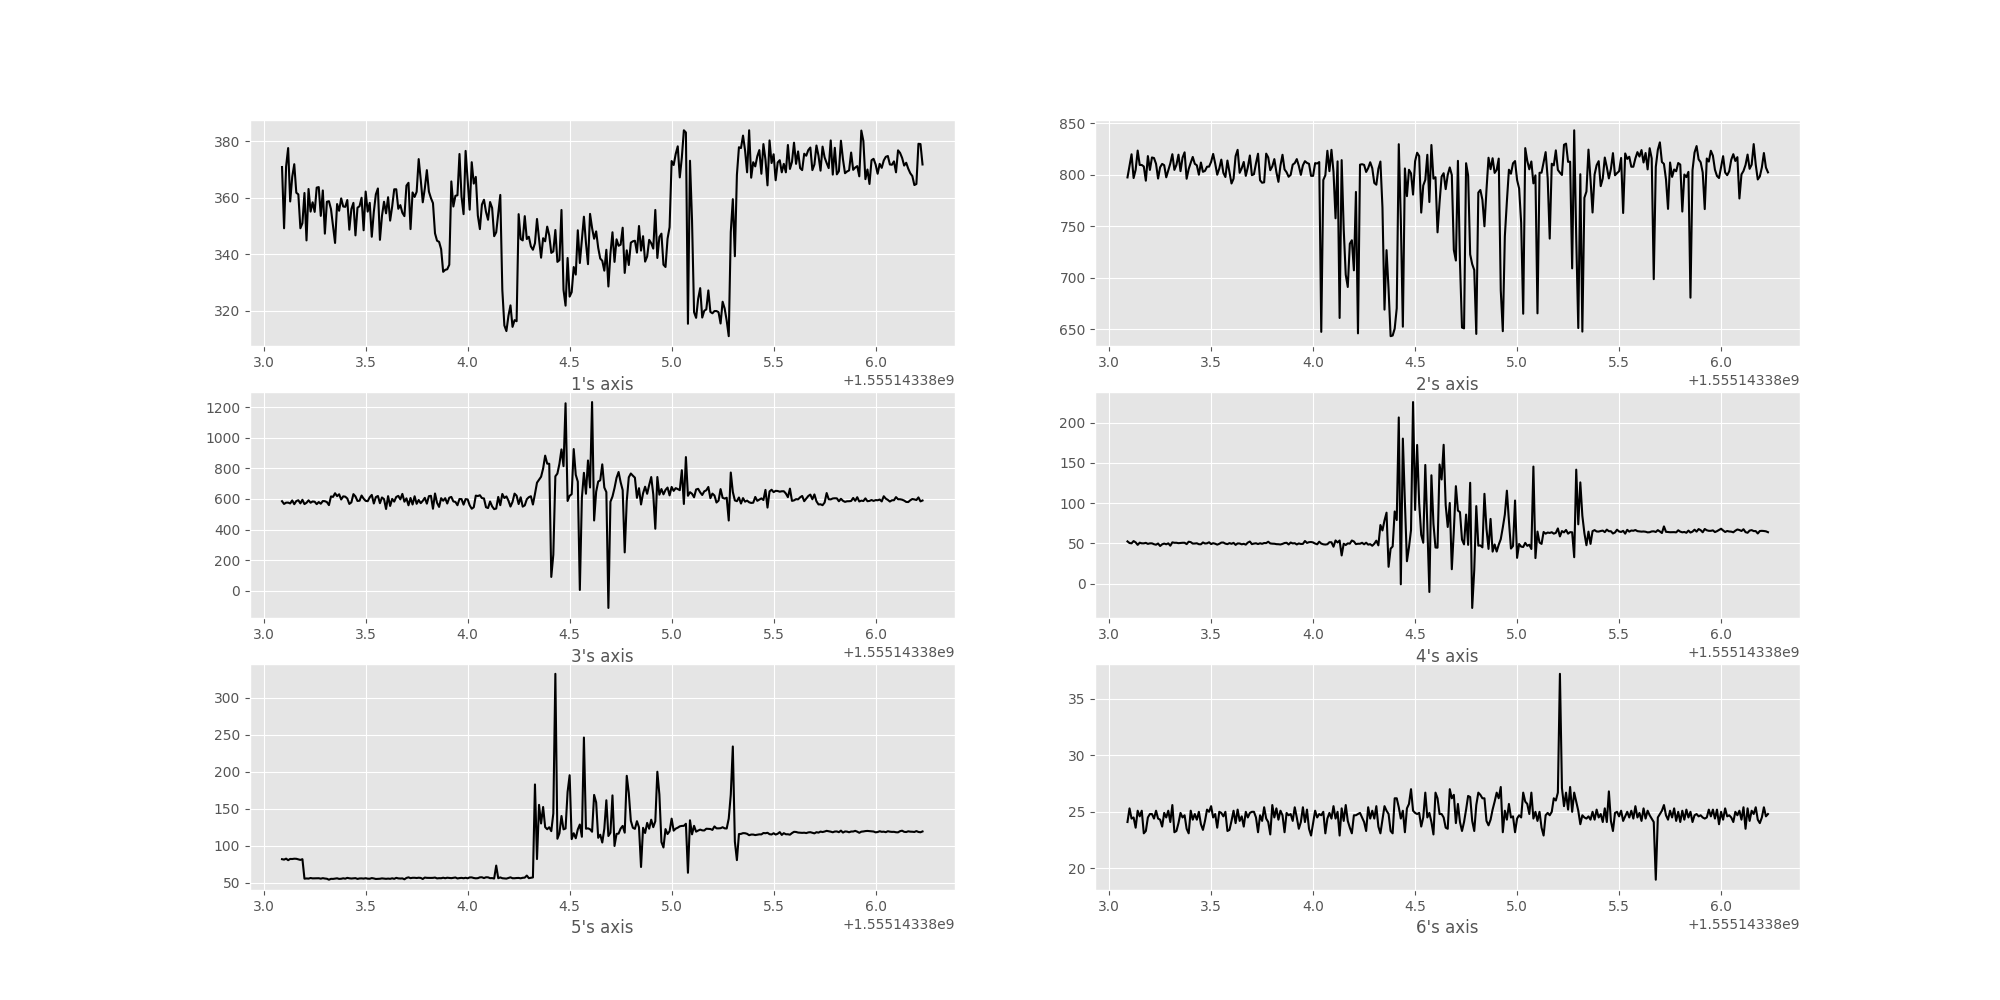 380
360
340
320
3.0 3.5 4.0 4.5 5.0 5.5 6.0
1's axis +1.55514338e9
850
800
750
700
650
3.0 3.5 4.0 4.5 5.0 5.5 6.0
2's axis +1.55514338e9
1200
1000
800
600
400
200
0
3.0 3.5 4.0 4.5 5.0 5.5 6.0
3's axis +1.55514338e9
200
150
100
50
0
3.0 3.5 4.0 4.5 5.0 5.5 6.0
4's axis +1.55514338e9
300
250
200
150
100
50
3.0 3.5 4.0 4.5 5.0 5.5 6.0
5's axis +1.55514338e9
35
30
25
20
3.0 3.5 4.0 4.5 5.0 5.5 6.0
6's axis +1.55514338e9